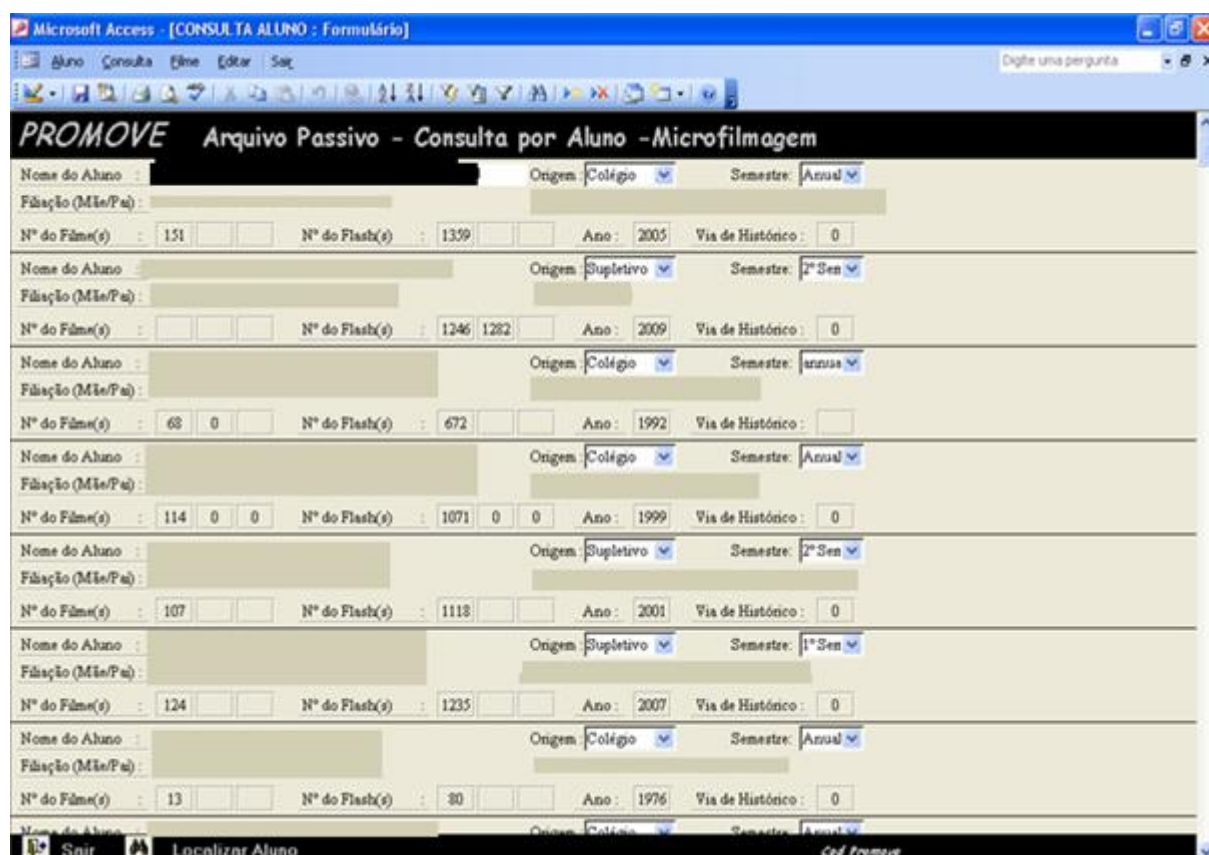 Microsoft Access - [CONSULTA ALUNO : Formulário]
Aluno Consulta Filme Editar Sair Digite uma pergunta
PROMOVE Arquivo Passivo - Consulta por Aluno -Microfilmagem
Nome do Aluno : Origem : Colégio Semestre: Anual
Filiação (Mãe/Pai) :
Nº do Filme(s) : 151 Nº do Flash(s) : 1359 Ano : 2005 Via de Histórico : 0
Nome do Aluno : Origem : Supletivo Semestre: 2º Sem
Filiação (Mãe/Pai) :
Nº do Filme(s) : Nº do Flash(s) : 1246 1282 Ano : 2009 Via de Histórico : 0
Nome do Aluno : Origem : Colégio Semestre: annua
Filiação (Mãe/Pai) :
Nº do Filme(s) : 68 0 Nº do Flash(s) : 672 Ano : 1992 Via de Histórico :
Nome do Aluno : Origem : Colégio Semestre: Anual
Filiação (Mãe/Pai) :
Nº do Filme(s) : 114 0 0 Nº do Flash(s) : 1071 0 0 Ano : 1999 Via de Histórico : 0
Nome do Aluno : Origem : Supletivo Semestre: 2º Sem
Filiação (Mãe/Pai) :
Nº do Filme(s) : 107 Nº do Flash(s) : 1118 Ano : 2001 Via de Histórico : 0
Nome do Aluno : Origem : Supletivo Semestre: 1º Sem
Filiação (Mãe/Pai) :
Nº do Filme(s) : 124 Nº do Flash(s) : 1235 Ano : 2007 Via de Histórico : 0
Nome do Aluno : Origem : Colégio Semestre: Anual
Filiação (Mãe/Pai) :
Nº do Filme(s) : 13 Nº do Flash(s) : 80 Ano : 1976 Via de Histórico : 0
Nome do Aluno : Origem : Colégio Semestre: Anual
Sair Localizar Aluno Ced Promove